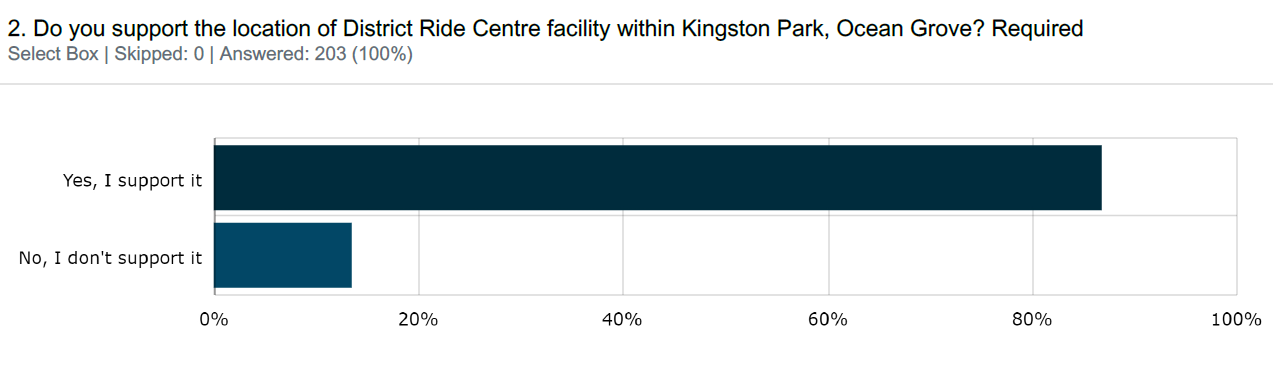 2. Do you support the location of District Ride Centre facility within Kingston Park, Ocean Grove? Required
Select Box | Skipped: 0 | Answered: 203 (100%)
Yes, I support it
No, I don't support it
0% 20% 40% 60% 80% 100%